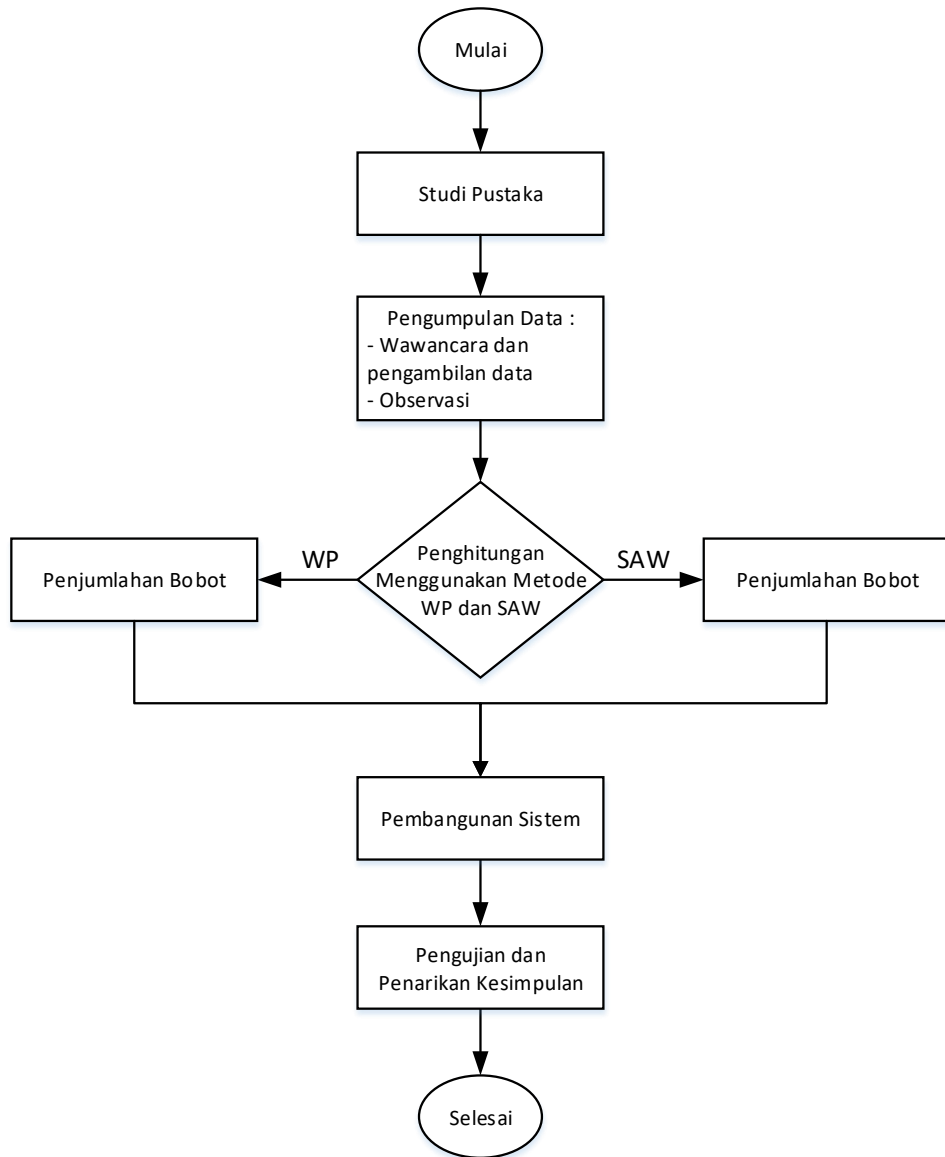 Mulai
Studi Pustaka
Pengumpulan Data :
- Wawancara dan
pengambilan data
- Observasi
Penghitungan
Menggunakan Metode
WP dan SAW
WP
SAW
Penjumlahan Bobot
Penjumlahan Bobot
Pembangunan Sistem
Pengujian dan
Penarikan Kesimpulan
Selesai